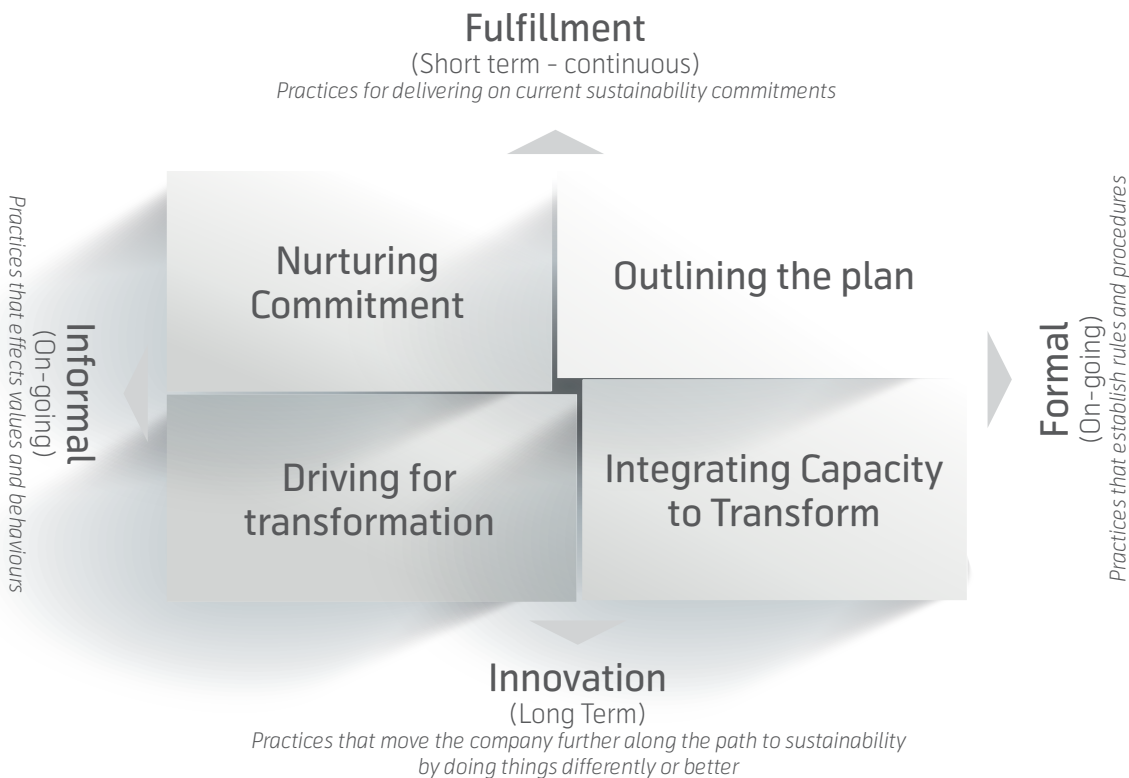 Fulfillment
(Short term - continuous)
Practices for delivering on current sustainability commitments
Practices that effects values and behaviours
Informal
(On-going)
Nurturing
Commitment
Outlining the plan
Driving for
transformation
Integrating Capacity
to Transform
Formal
(On-going)
Practices that establish rules and procedures
Innovation
(Long Term)
Practices that move the company further along the path to sustainability
by doing things differently or better